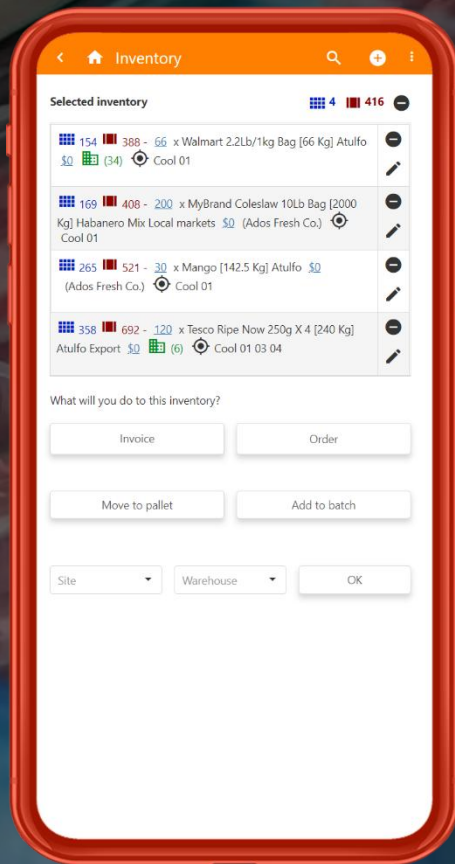 Inventory
Selected inventory 4 416
154 388 - 66 x Walmart 2.2Lb/1kg Bag [66 Kg] Atulfo
$0 (34) Cool 01
169 408 - 200 x MyBrand Coleslaw 10Lb Bag [2000
Kg] Habanero Mix Local markets $0 (Ados Fresh Co.)
Cool 01
265 521 - 30 x Mango [142.5 Kg] Atulfo $0
(Ados Fresh Co.) Cool 01
358 692 - 120 x Tesco Ripe Now 250g X 4 [240 Kg]
Atulfo Export $0 (6) Cool 01 03 04
What will you do to this inventory?
Invoice Order
Move to pallet Add to batch
Site Warehouse OK